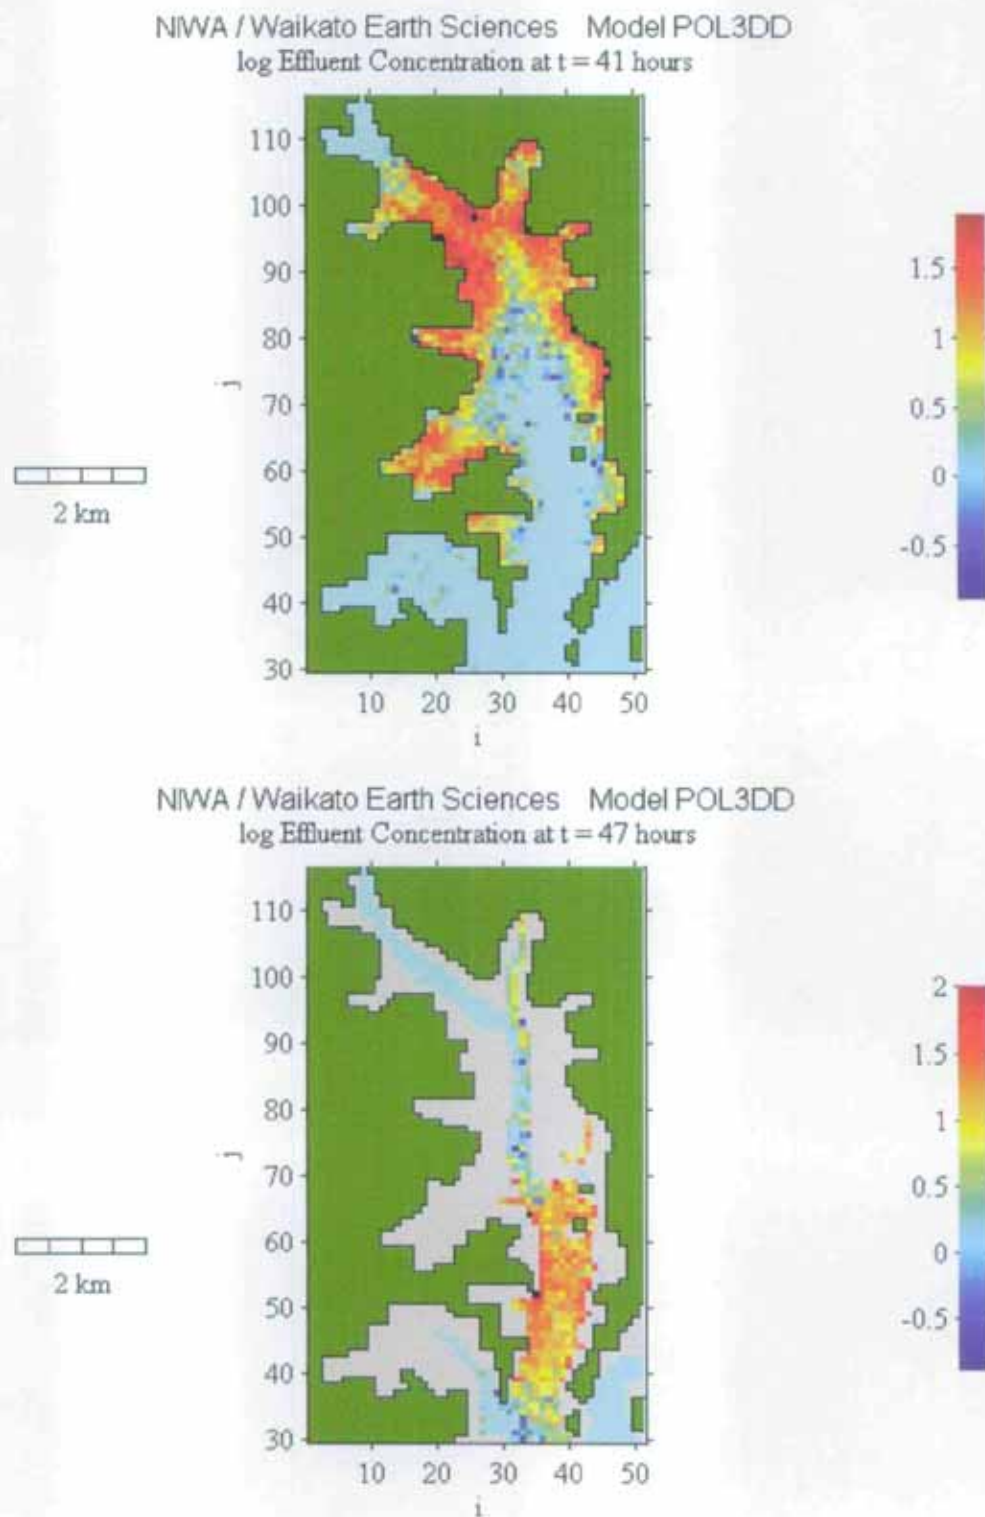 NIWA / Waikato Earth Sciences Model POL3DD
log Effluent Concentration at t = 41 hours
110
100
90
80
70
60
50
40
30
j
10 20 30 40 50
i
2 km
1.5
1
0.5
0
-0.5
NIWA / Waikato Earth Sciences Model POL3DD
log Effluent Concentration at t = 47 hours
110
100
90
80
70
60
50
40
30
j
10 20 30 40 50
i
2 km
2
1.5
1
0.5
0
-0.5